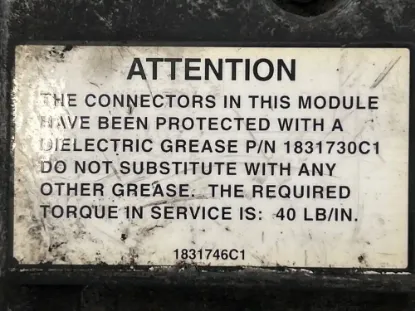 ATTENTION
THE CONNECTORS IN THIS MODULE
HAVE BEEN PROTECTED WITH A
DIELECTRIC GREASE P/N 1831730C1
DO NOT SUBSTITUTE WITH ANY
OTHER GREASE. THE REQUIRED
TORQUE IN SERVICE IS: 40 LB/IN.
1831746C1